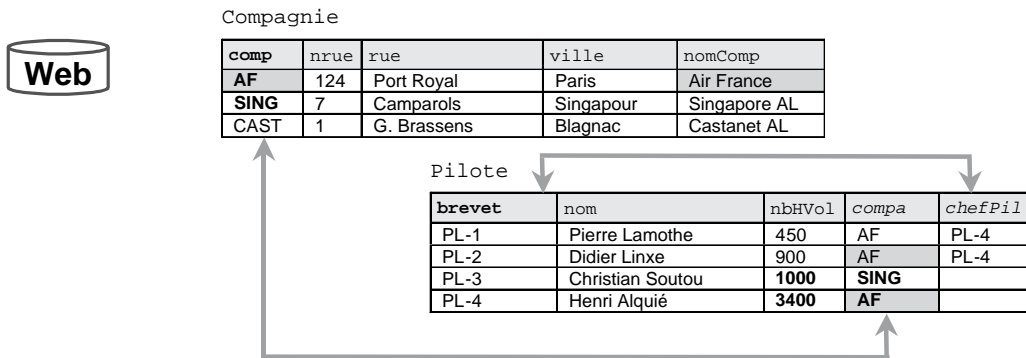 Compagnie
Web
comp nrue rue ville nomComp
AF 124 Port Royal Paris Air France
SING 7 Camparols Singapour Singapore AL
CAST 1 G. Brassens Blagnac Castanet AL
Pilote
brevet nom nbHVol compa chefPil
PL-1 Pierre Lamothe 450 AF PL-4
PL-2 Didier Linxe 900 AF PL-4
PL-3 Christian Soutou 1000 SING
PL-4 Henri Alquié 3400 AF